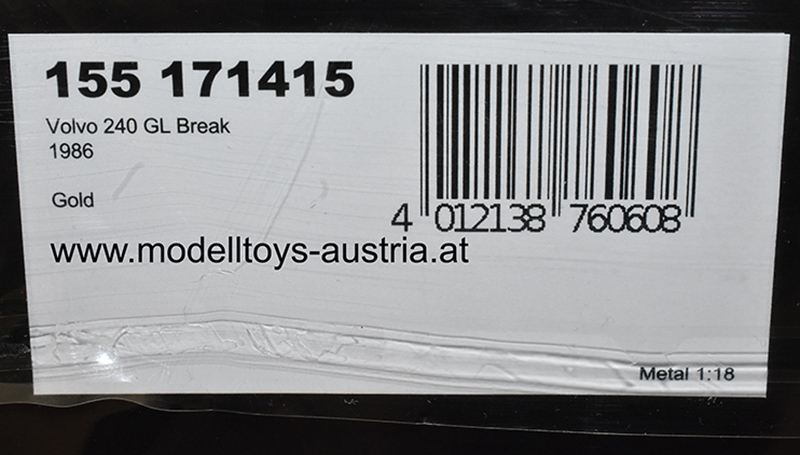 155 171415
Volvo 240 GL Break
1986
Gold
4 012138 760608
www.modelltoys-austria.at
Metal 1:18